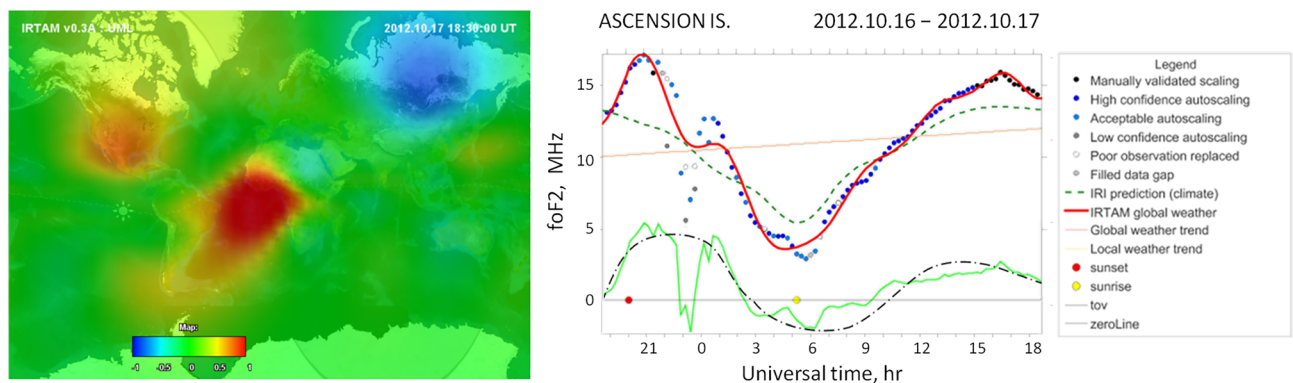 IRTAM v0.3A : UML
2012.10.17 18:30:00 UT
Map:
-1 -0.5 0 0.5 1
ASCENSION IS.
2012.10.16 – 2012.10.17
foF2, MHz
15
10
5
0
21 0 3 6 9 12 15 18
Universal time, hr
Legend
Manually validated scaling
High confidence autoscaling
Acceptable autoscaling
Low confidence autoscaling
Poor observation replaced
Filled data gap
IRI prediction (climate)
IRTAM global weather
Global weather trend
Local weather trend
sunset
sunrise
tov
zeroLine